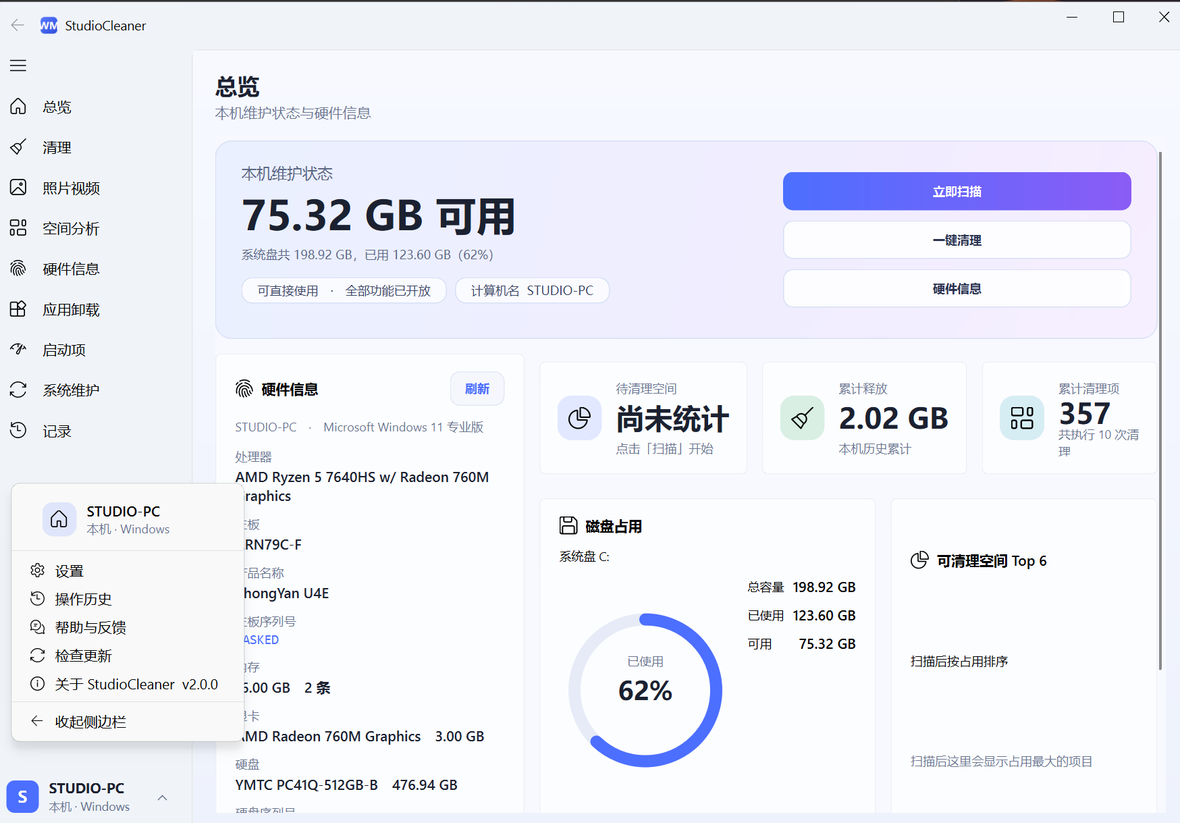 WM StudioCleaner
总览
清理
照片视频
空间分析
硬件信息
应用卸载
启动项
系统维护
记录
STUDIO-PC
本机 · Windows
设置
操作历史
帮助与反馈
检查更新
关于 StudioCleaner v2.0.0
收起侧边栏
S
STUDIO-PC
本机 · Windows
总览
本机维护状态与硬件信息
本机维护状态
75.32 GB 可用
系统盘共 198.92 GB，已用 123.60 GB（62%）
可直接使用 · 全部功能已开放
计算机名 STUDIO-PC
立即扫描
一键清理
硬件信息
硬件信息
刷新
STUDIO-PC · Microsoft Windows 11 专业版
处理器
AMD Ryzen 5 7640HS w/ Radeon 760M
raphics
板
RN79C-F
品名称
hongYan U4E
板序列号
ASKED
存
6.00 GB 2 条
卡
MD Radeon 760M Graphics 3.00 GB
硬盘
YMTC PC41Q-512GB-B 476.94 GB
硬盘序列号
待清理空间
尚未统计
点击「扫描」开始
累计释放
2.02 GB
本机历史累计
累计清理项
357
共执行 10 次清
理
磁盘占用
系统盘 C:
总容量 198.92 GB
已使用 123.60 GB
可用 75.32 GB
已使用
62%
可清理空间 Top 6
扫描后按占用排序
扫描后这里会显示占用最大的项目